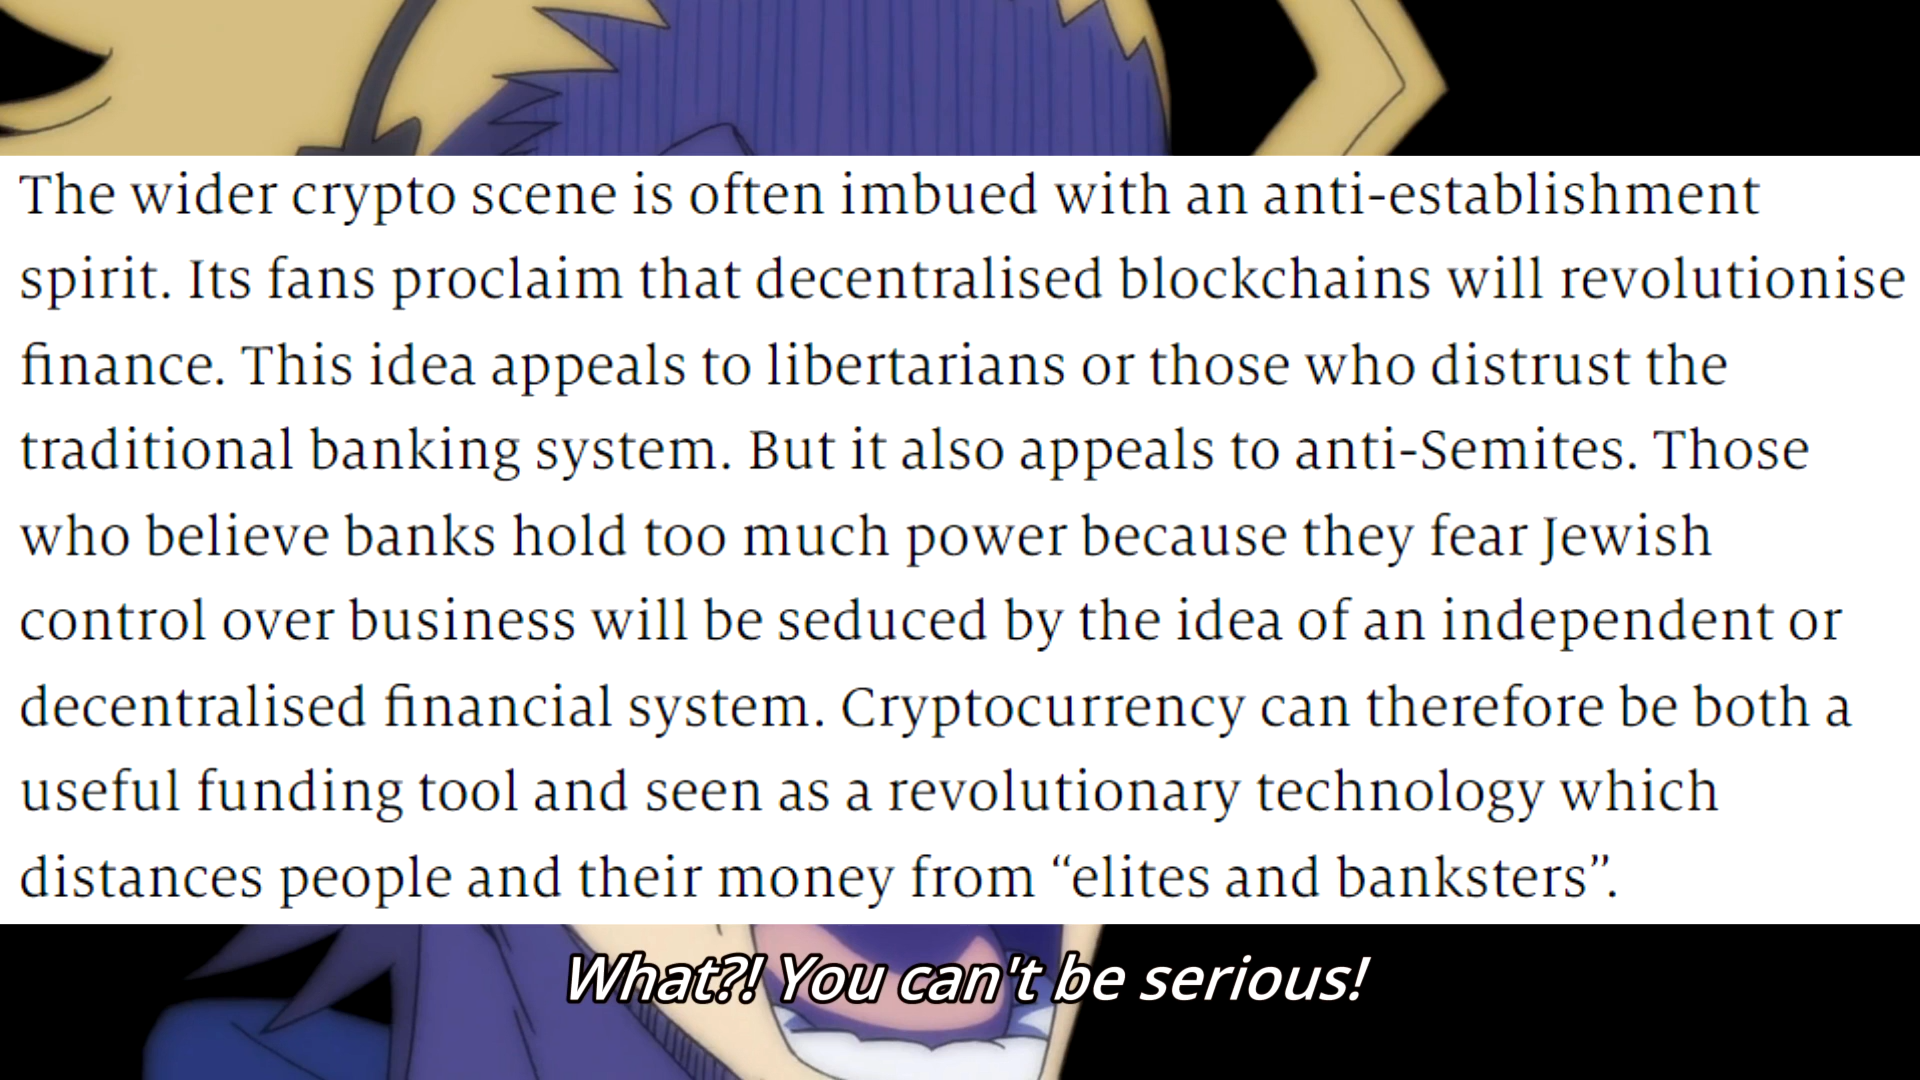 The wider crypto scene is often imbued with an anti-establishment
spirit. Its fans proclaim that decentralised blockchains will revolutionise
finance. This idea appeals to libertarians or those who distrust the
traditional banking system. But it also appeals to anti-Semites. Those
who believe banks hold too much power because they fear Jewish
control over business will be seduced by the idea of an independent or
decentralised financial system. Cryptocurrency can therefore be both a
useful funding tool and seen as a revolutionary technology which
distances people and their money from “elites and banksters”.
What?! You can't be serious!